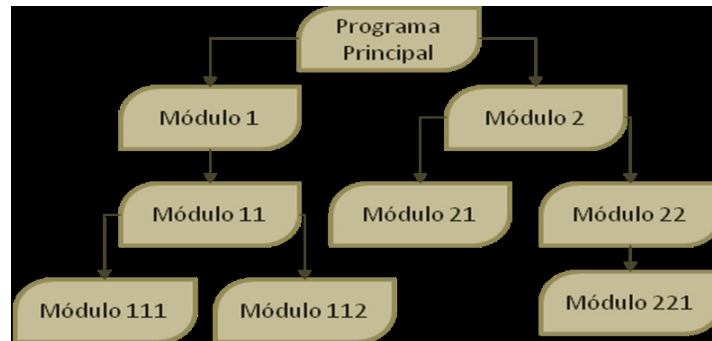 Programa
Principal
Módulo 1
Módulo 2
Módulo 11
Módulo 21
Módulo 22
Módulo 111
Módulo 112
Módulo 221